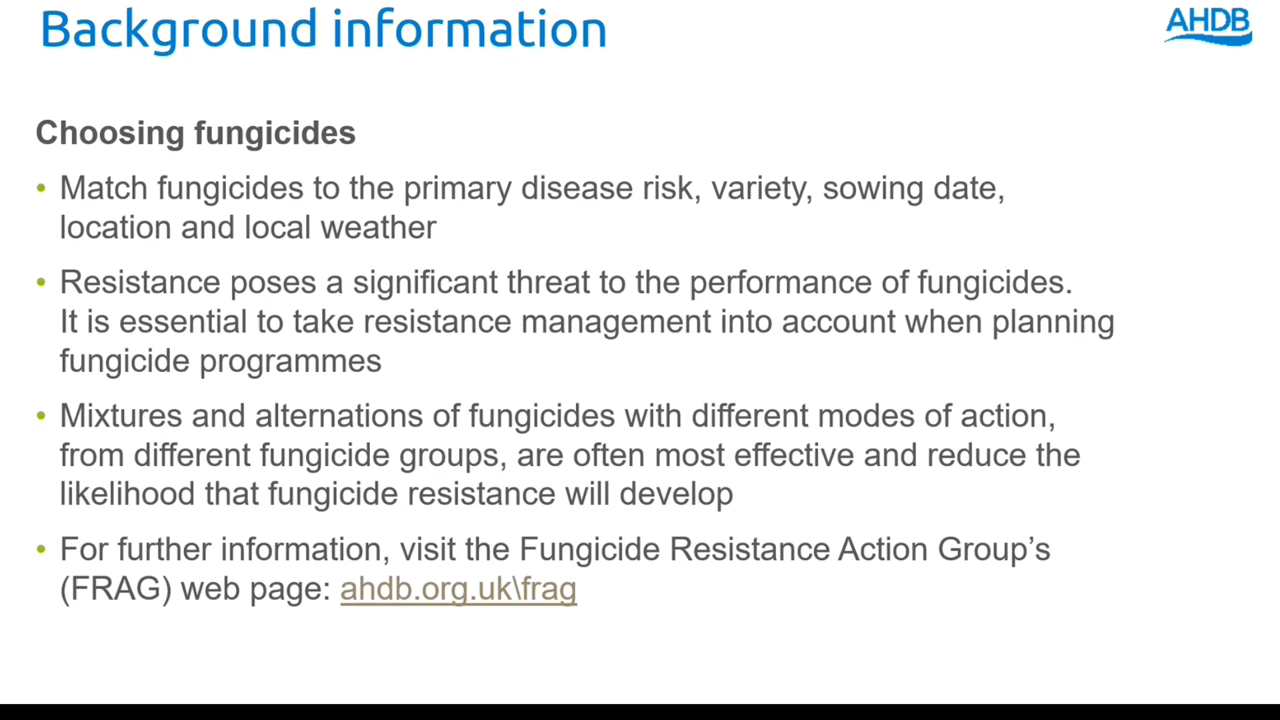 Background information
AHDB
Choosing fungicides
• Match fungicides to the primary disease risk, variety, sowing date,
location and local weather
• Resistance poses a significant threat to the performance of fungicides.
It is essential to take resistance management into account when planning
fungicide programmes
• Mixtures and alternations of fungicides with different modes of action,
from different fungicide groups, are often most effective and reduce the
likelihood that fungicide resistance will develop
• For further information, visit the Fungicide Resistance Action Group’s
(FRAG) web page: ahdb.org.uk\frag